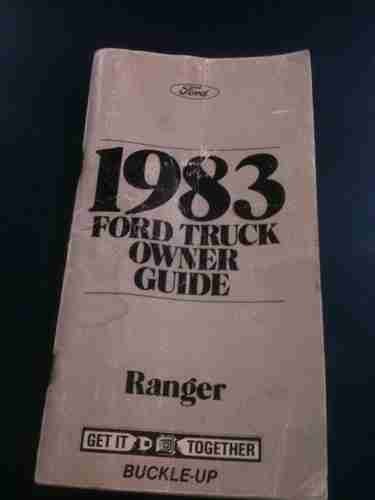 Ford
1983
FORD TRUCK
OWNER
GUIDE
Ranger
GET IT TOGETHER
BUCKLE-UP